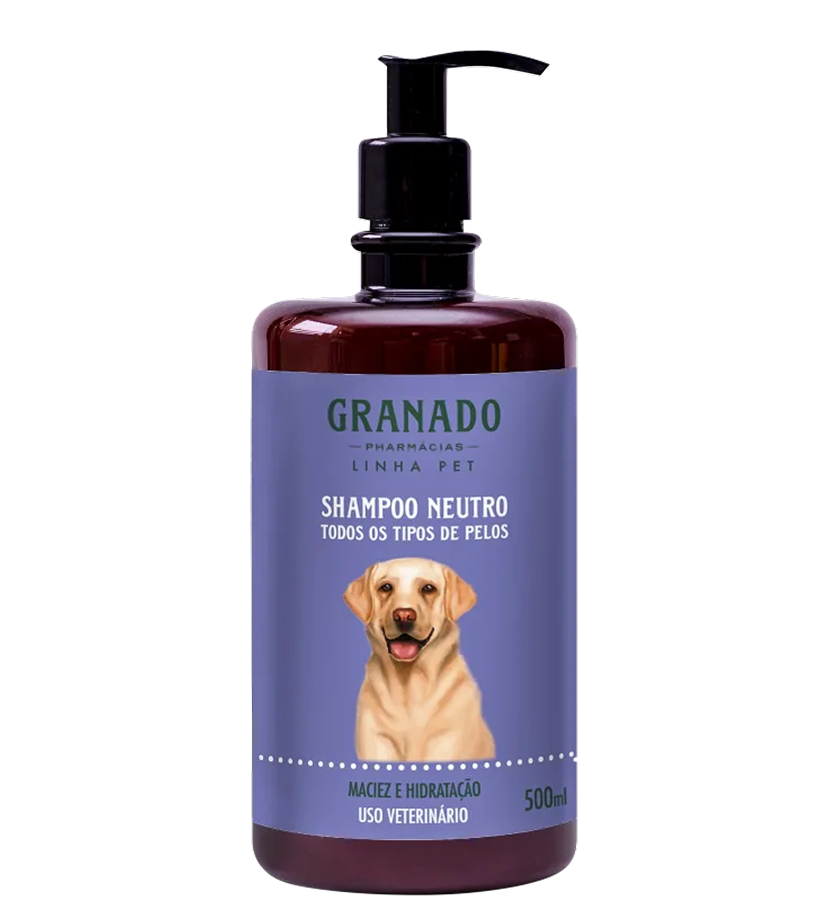 GRANADO
PHARMÁCIAS
LINHA PET
SHAMPOO NEUTRO
TODOS OS TIPOS DE PELOS
MACIEZ E HIDRATAÇÃO
USO VETERINÁRIO
500ml